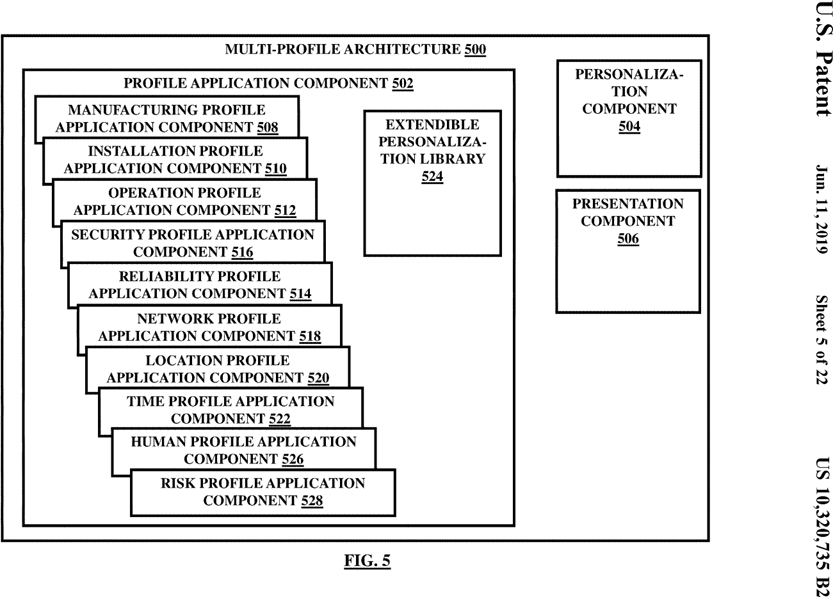 MULTI-PROFILE ARCHITECTURE 500
PROFILE APPLICATION COMPONENT 502
MANUFACTURING PROFILE
APPLICATION COMPONENT 508
INSTALLATION PROFILE
APPLICATION COMPONENT 510
OPERATION PROFILE
APPLICATION COMPONENT 512
SECURITY PROFILE APPLICATION
COMPONENT 516
RELIABILITY PROFILE
APPLICATION COMPONENT 514
NETWORK PROFILE
APPLICATION COMPONENT 518
LOCATION PROFILE
APPLICATION COMPONENT 520
TIME PROFILE APPLICATION
COMPONENT 522
HUMAN PROFILE APPLICATION
COMPONENT 526
RISK PROFILE APPLICATION
COMPONENT 528
EXTENDIBLE
PERSONALIZA-
TION LIBRARY
524
PERSONALIZA-
TION
COMPONENT
504
PRESENTATION
COMPONENT
506
FIG. 5
U.S. Patent
Jun. 11, 2019
Sheet 5 of 22
US 10,320,735 B2